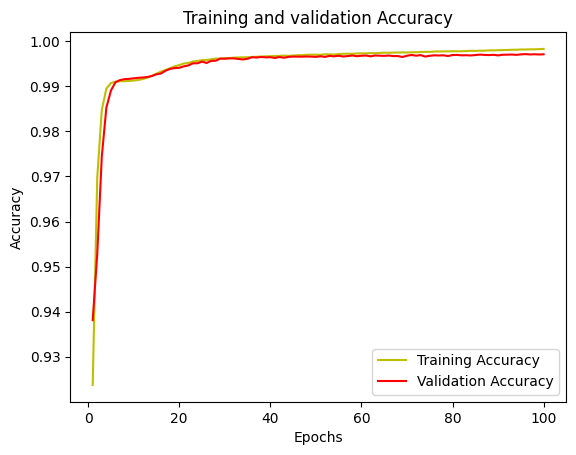 Training and validation Accuracy
1.00
0.99
0.98
0.97
0.96
0.95
0.94
0.93
Accuracy
Training Accuracy
Validation Accuracy
0 20 40 60 80 100
Epochs